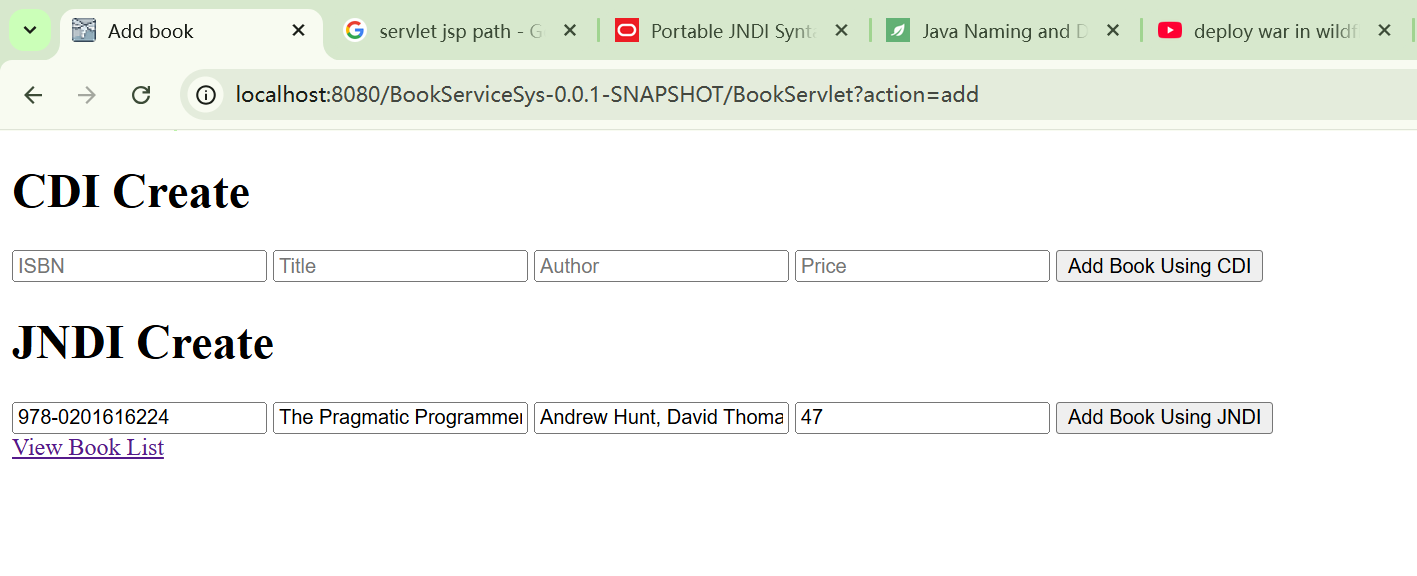 Add book
servlet jsp path - G
Portable JNDI Synta
Java Naming and D
deploy war in wildf
localhost:8080/BookServiceSys-0.0.1-SNAPSHOT/BookServlet?action=add
CDI Create
ISBN Title Author Price Add Book Using CDI
JNDI Create
978-0201616224 The Pragmatic Programmer Andrew Hunt, David Thoma 47 Add Book Using JNDI
View Book List